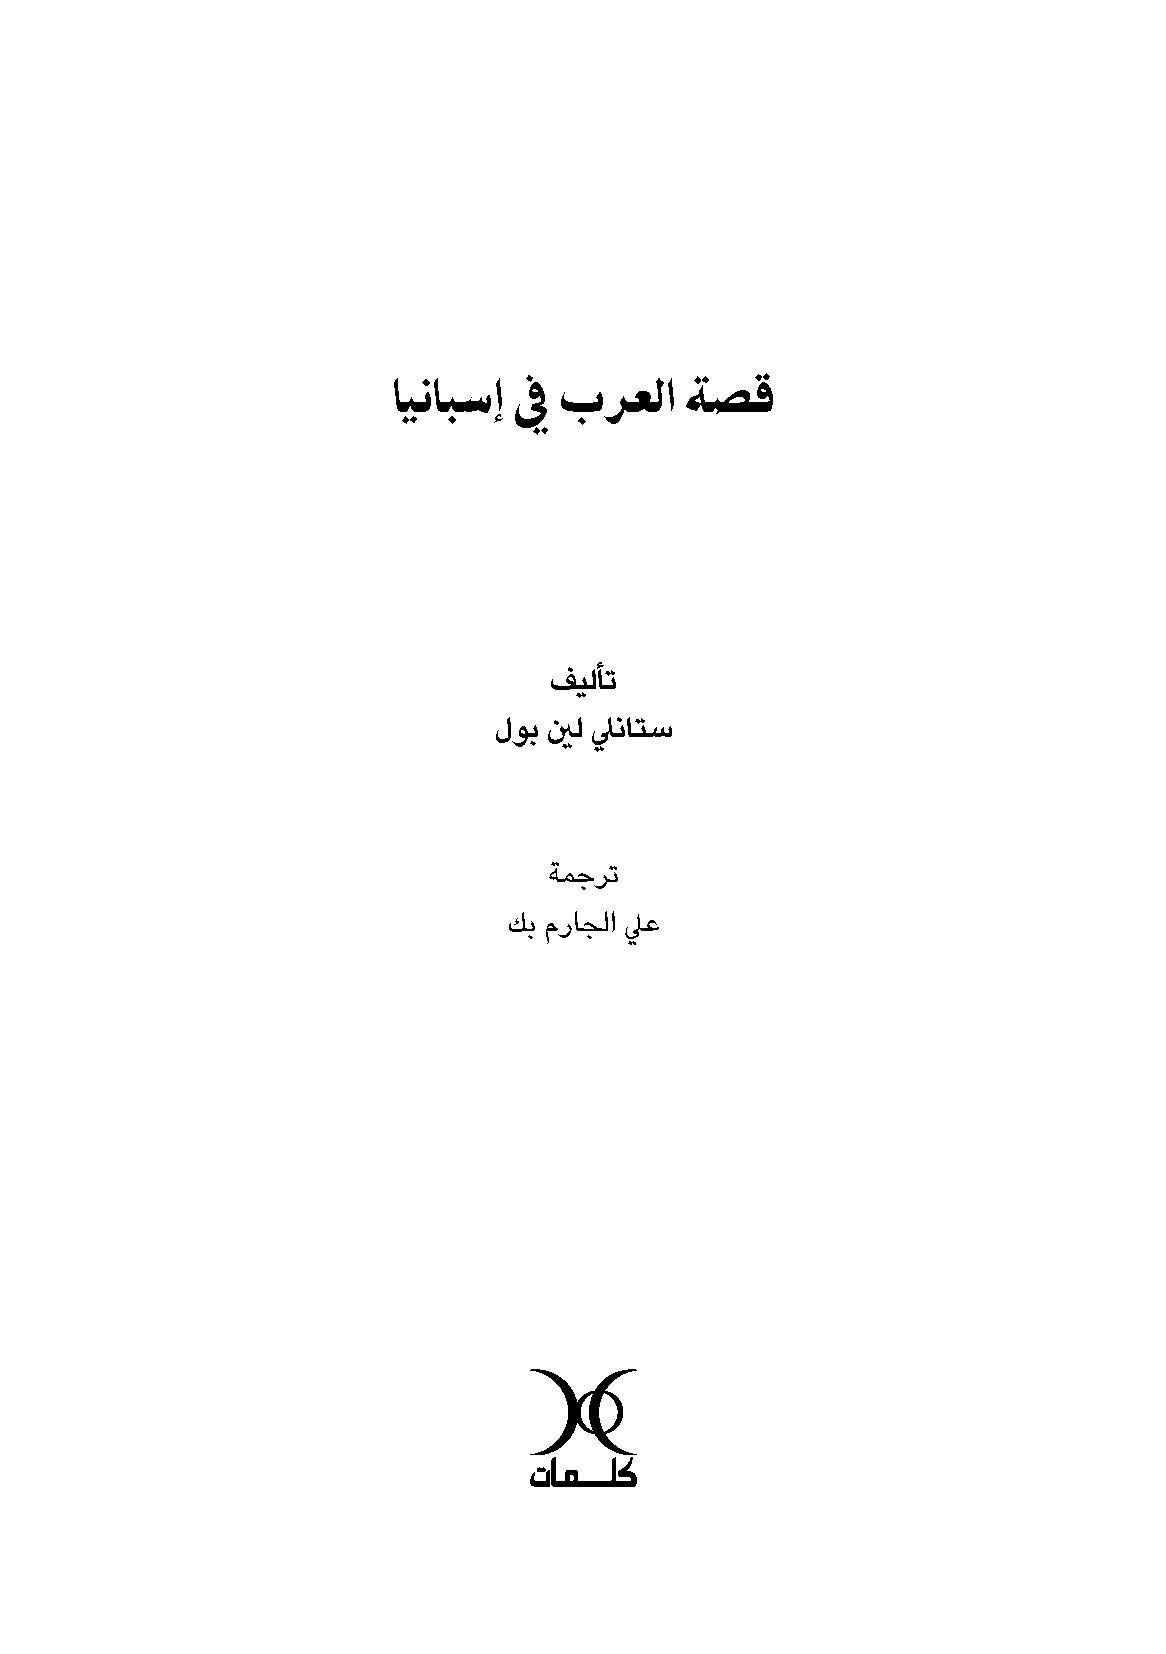 قصة العرب في إسبانيا
تأليف
ستانلي لين بول
ترجمة
علي الجارم بك
كلمات